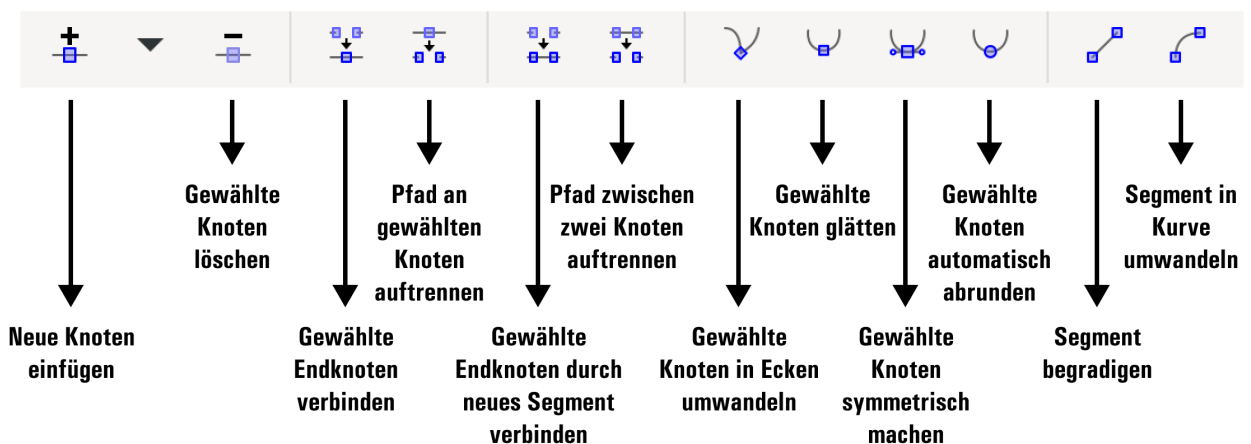 Neue Knoten
einfügen
Gewählte
Knoten
löschen
Gewählte
Endknoten
verbinden
Pfad an
gewählten
Knoten
auftrennen
Gewählte
Endknoten durch
neues Segment
verbinden
Pfad zwischen
zwei Knoten
auftrennen
Gewählte
Knoten in Ecken
umwandeln
Gewählte
Knoten glätten
Gewählte
Knoten
symmetrisch
machen
Gewählte
Knoten
automatisch
abrunden
Segment
begradigen
Segment in
Kurve
umwandeln